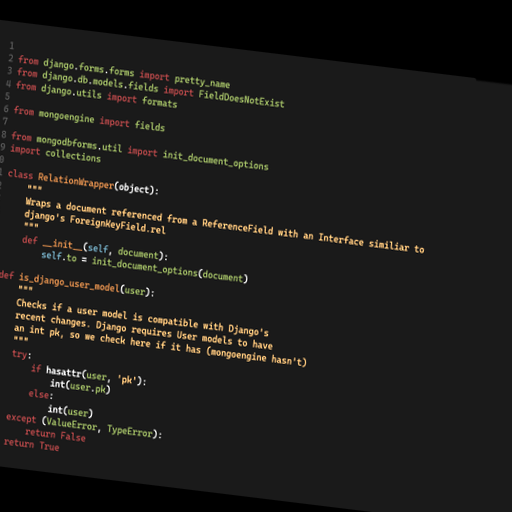 1
2 from django.forms.forms import pretty_name
3 from django.db.models.fields import FieldDoesNotExist
4 from django.utils import formats
5
6 from mongoengine import fields
7
8 from mongodbforms.util import init_document_options
9 import collections
0
1 class RelationWrapper(object):
"""
Wraps a document referenced from a ReferenceField with an Interface similiar to
django's ForeignKeyField.rel
"""
def __init__(self, document):
self.to = init_document_options(document)
def is_django_user_model(user):
"""
Checks if a user model is compatible with Django's
recent changes. Django requires User models to have
an int pk, so we check here if it has (mongoengine hasn't)
"""
try:
if hasattr(user, 'pk'):
int(user.pk)
else:
int(user)
except (ValueError, TypeError):
return False
return True